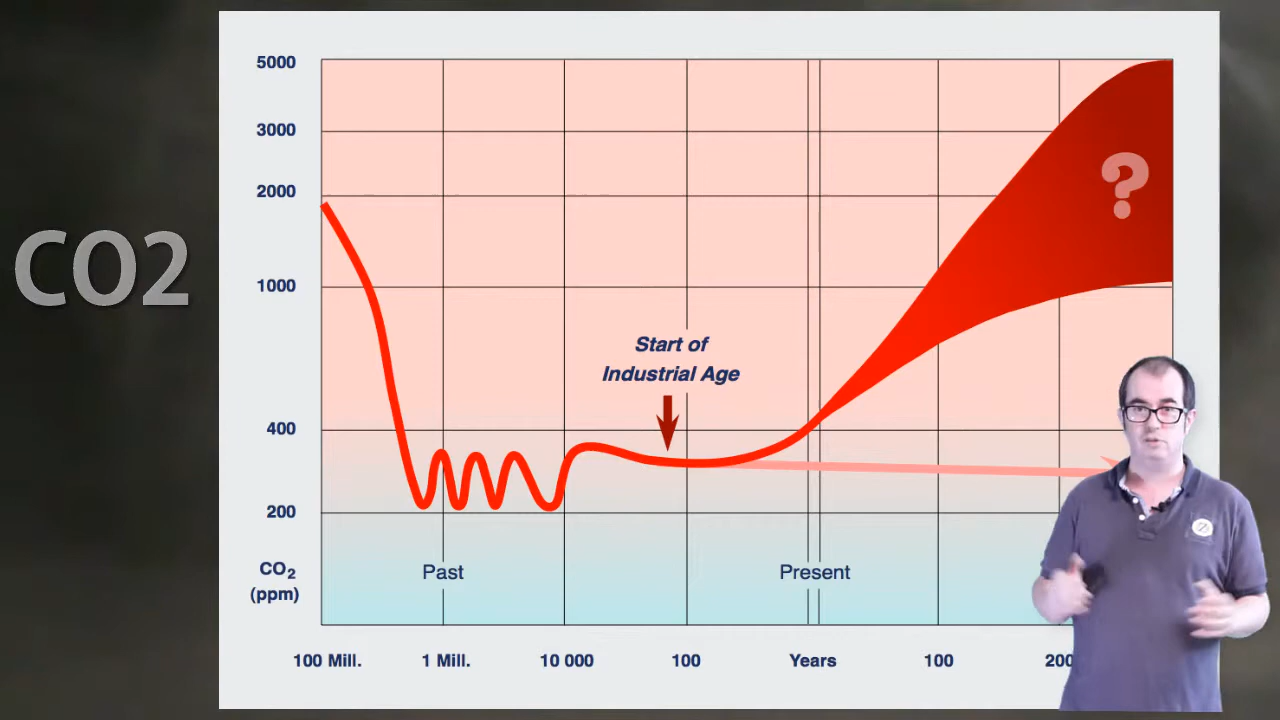 CO2
5000
3000
2000
1000
400
200
CO₂
(ppm)
?
Start of
Industrial Age
Past
Present
100 Mill.
1 Mill.
10 000
100
Years
100
200